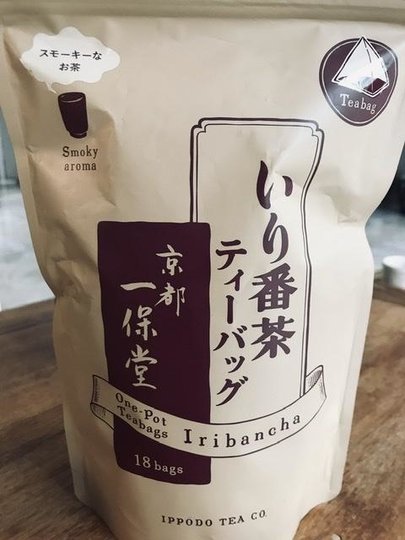 スモーキーな
お茶
Smoky
aroma
Teabag
いり番茶
ティーバッグ
京都
一保堂
One-Pot
Teabags
Iribancha
18 bags
IPPODO TEA CO.